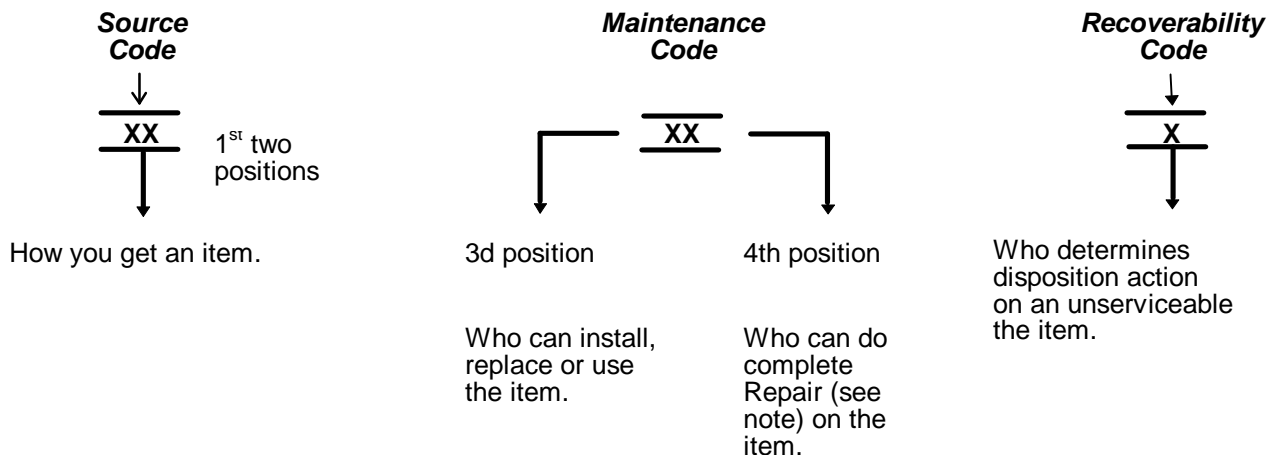 Source
Code
XX
1st two
positions
How you get an item.
Maintenance
Code
XX
3d position
Who can install,
replace or use
the item.
4th position
Who can do
complete
Repair (see
note) on the
item.
Recoverability
Code
X
Who determines
disposition action
on an unserviceable
the item.